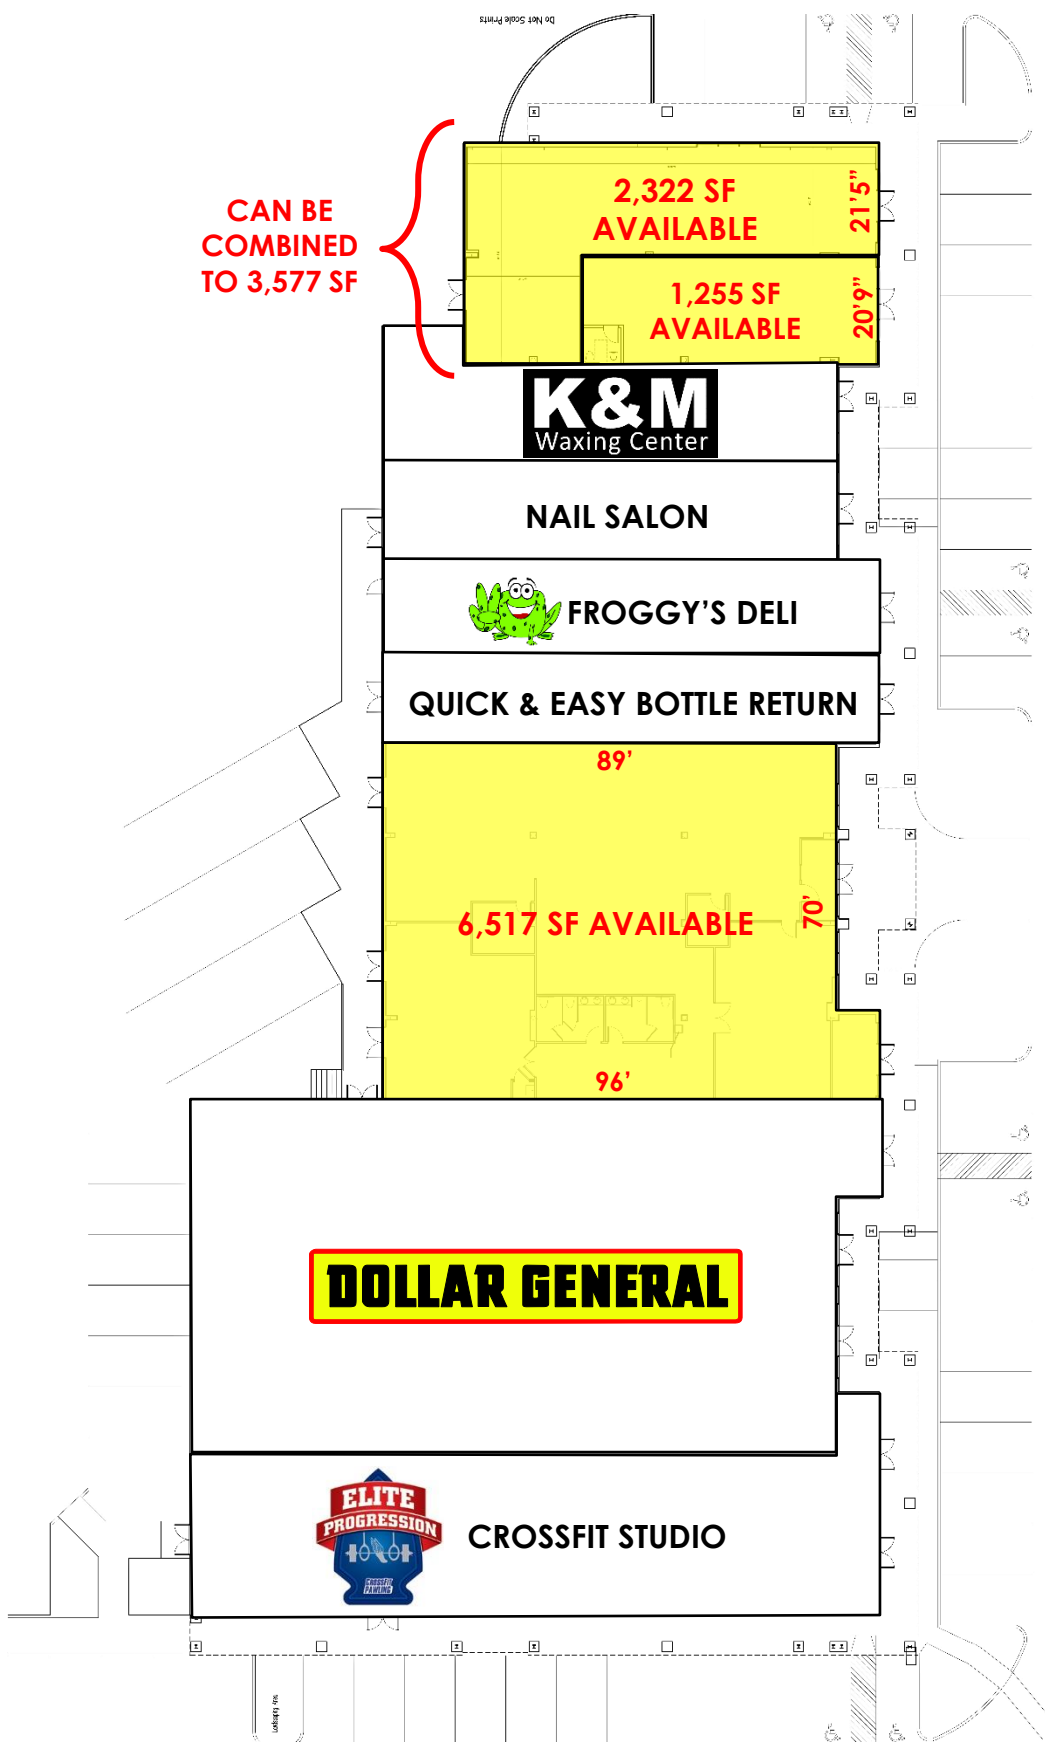 Do Not Scale Prints
2,322 SF
AVAILABLE
21'5"
CAN BE
COMBINED
TO 3,577 SF
1,255 SF
AVAILABLE
20'9"
K&M
Waxing Center
NAIL SALON
FROGGY'S DELI
QUICK & EASY BOTTLE RETURN
89'
6,517 SF AVAILABLE
70'
96'
DOLLAR GENERAL
ELITE
PROGRESSION
CROSSFIT
PAWLING
CROSSFIT STUDIO